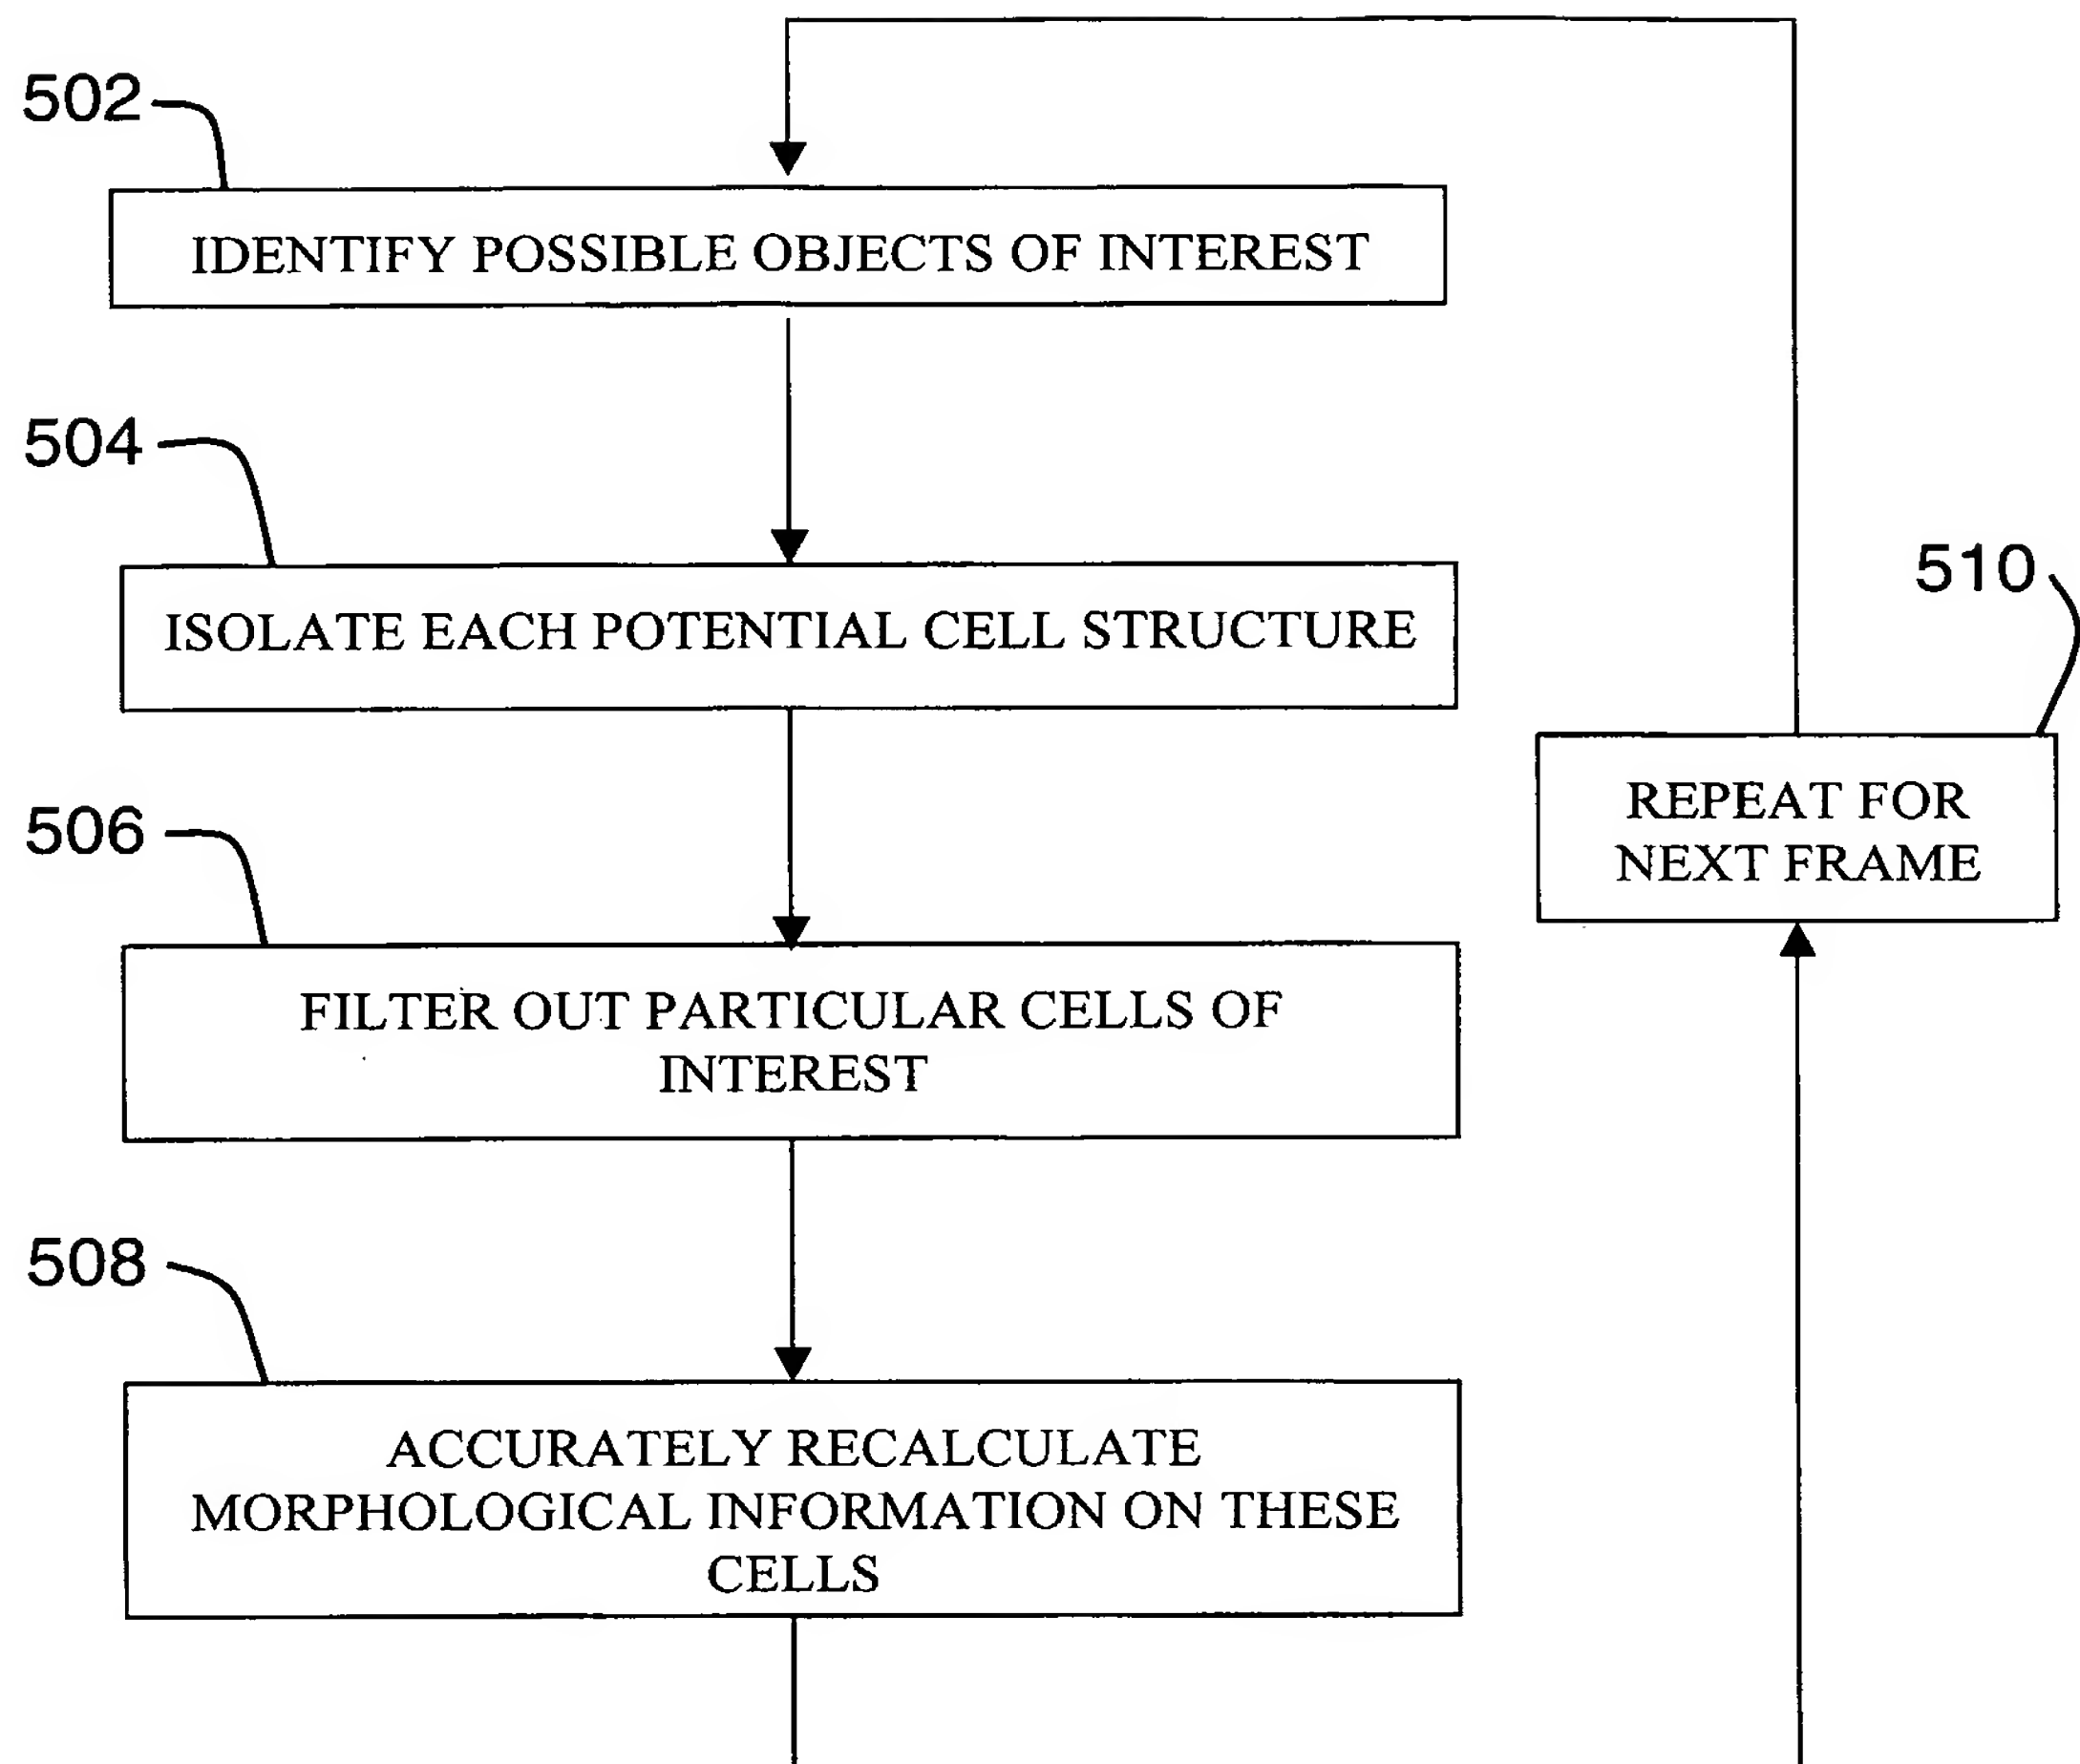 502
IDENTIFY POSSIBLE OBJECTS OF INTEREST
504
ISOLATE EACH POTENTIAL CELL STRUCTURE
510
REPEAT FOR
NEXT FRAME
506
FILTER OUT PARTICULAR CELLS OF
INTEREST
508
ACCURATELY RECALCULATE
MORPHOLOGICAL INFORMATION ON THESE
CELLS